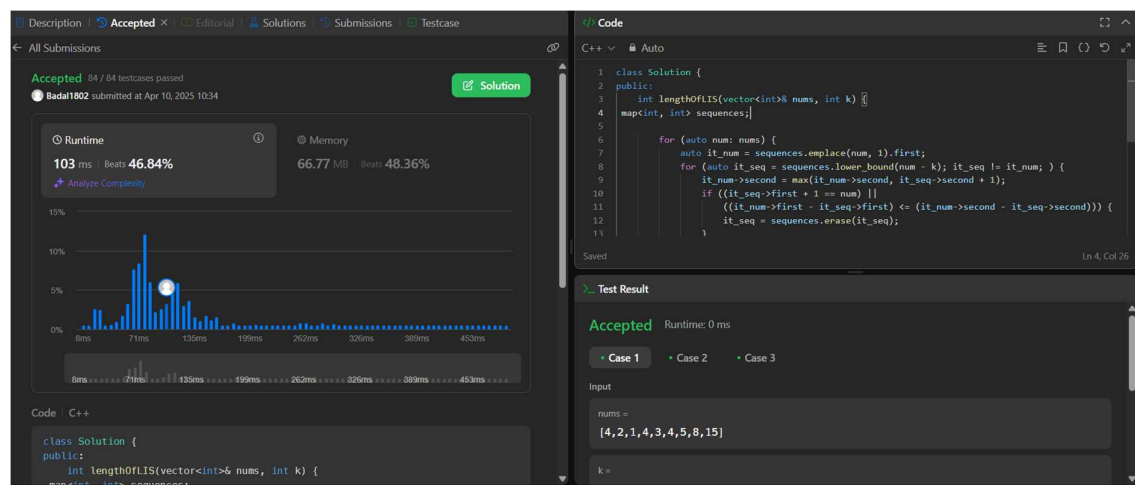 Description
Accepted
Editorial
Solutions
Submissions
Testcase
All Submissions
Accepted 84 / 84 testcases passed
Badal1802 submitted at Apr 10, 2025 10:34
Solution
Runtime
103 ms Beats 46.84%
Analyze Complexity
Memory
66.77 MB Beats 48.36%
15%
10%
5%
0%
8ms 71ms 135ms 199ms 262ms 326ms 389ms 453ms
8ms 71ms 135ms 199ms 262ms 326ms 389ms 453ms
Code C++
class Solution {
public:
int lengthOfLIS(vector<int>& nums, int k) {
map<int, int> sequences;
</> Code
C++ Auto
1 class Solution {
2 public:
3 int lengthOfLIS(vector<int>& nums, int k) {
4 map<int, int> sequences;
5
6 for (auto num: nums) {
7 auto it_num = sequences.emplace(num, 1).first;
8 for (auto it_seq = sequences.lower_bound(num - k); it_seq != it_num; ) {
9 it_num->second = max(it_num->second, it_seq->second + 1);
10 if ((it_seq->first + 1 == num) ||
11 ((it_num->first - it_seq->first) <= (it_num->second - it_seq->second))) {
12 it_seq = sequences.erase(it_seq);
13 }
Saved
Ln 4, Col 26
Test Result
Accepted Runtime: 0 ms
• Case 1 • Case 2 • Case 3
Input
nums =
[4,2,1,4,3,4,5,8,15]
k =